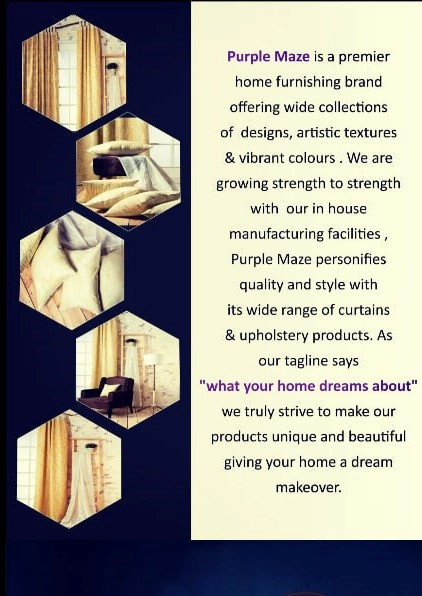 Purple Maze is a premier
home furnishing brand
offering wide collections
of designs, artistic textures
& vibrant colours . We are
growing strength to strength
with our in house
manufacturing facilities ,
Purple Maze personifies
quality and style with
its wide range of curtains
& upholstery products. As
our tagline says
"what your home dreams about"
we truly strive to make our
products unique and beautiful
giving your home a dream
makeover.